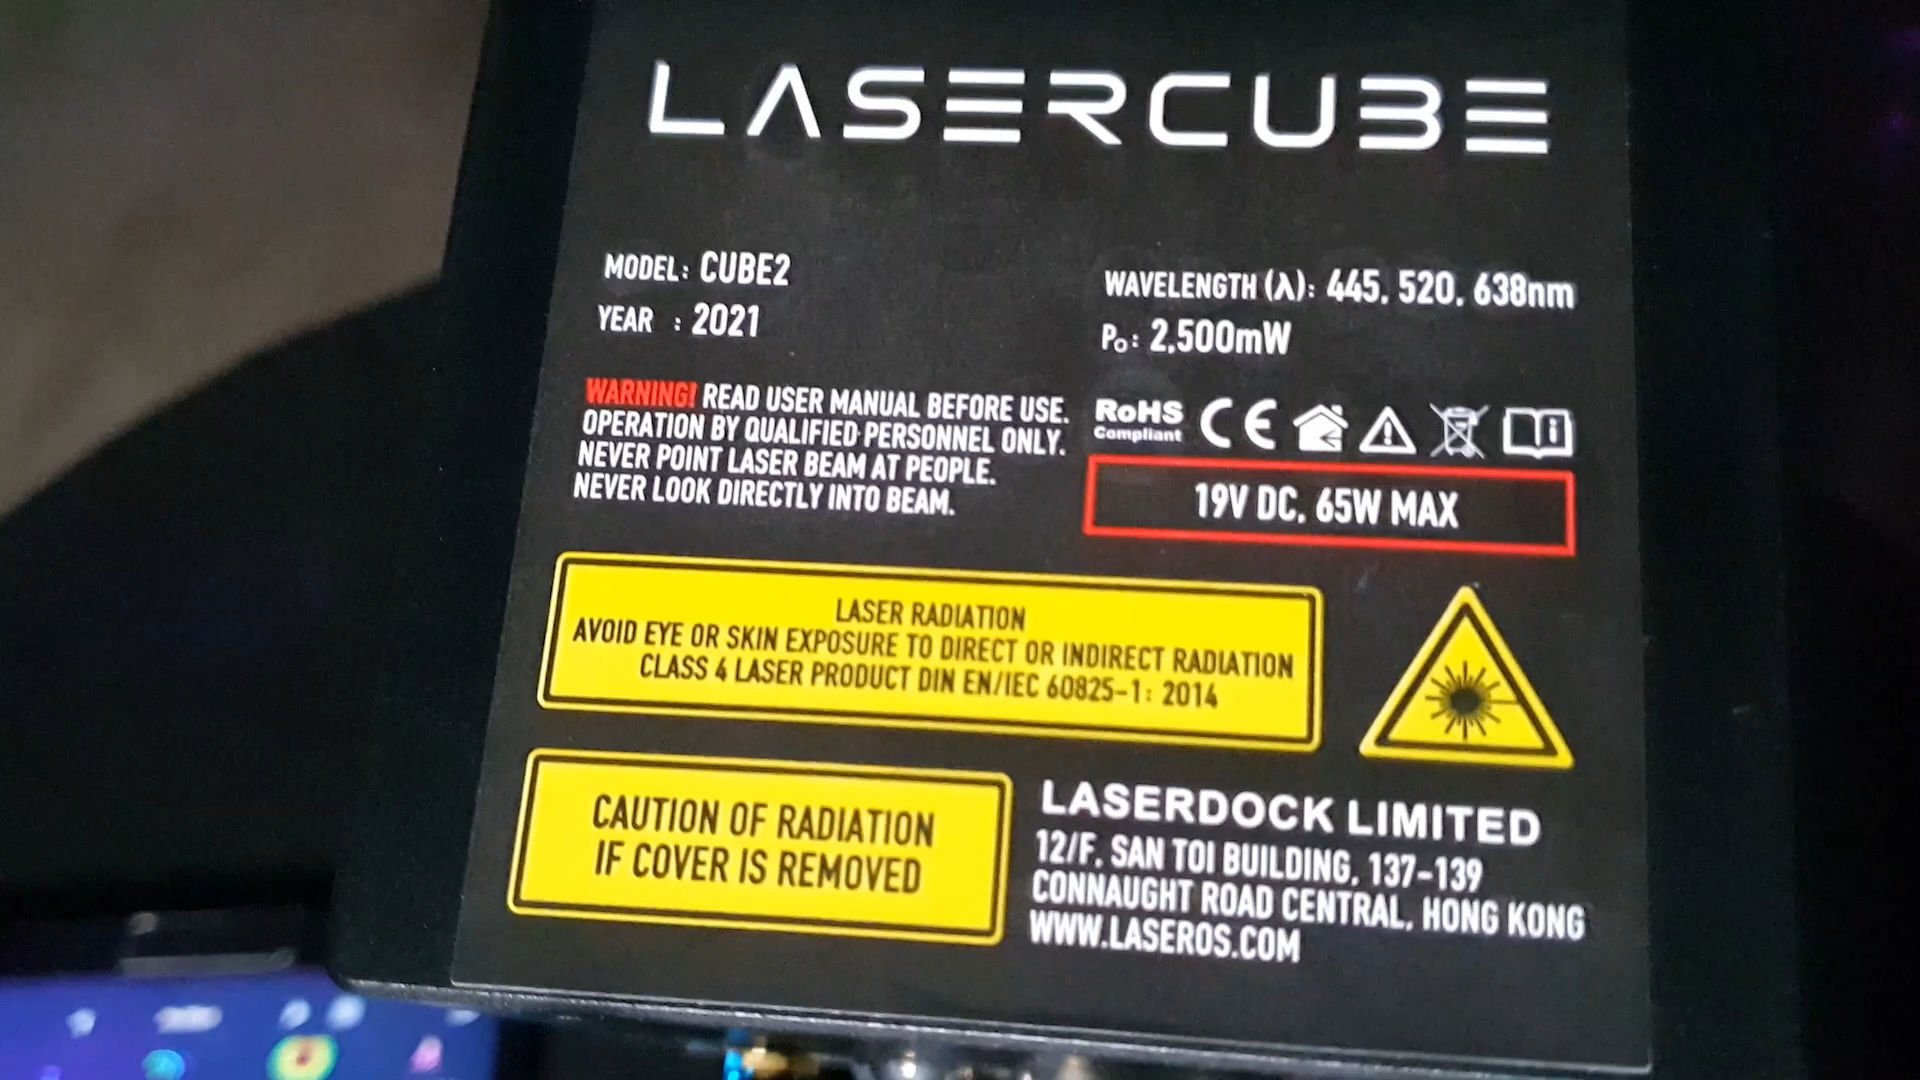 LASERCUBE
MODEL: CUBE2
YEAR : 2021
WAVELENGTH (λ): 445, 520, 638nm
Po: 2,500mW
WARNING! READ USER MANUAL BEFORE USE.
OPERATION BY QUALIFIED PERSONNEL ONLY.
NEVER POINT LASER BEAM AT PEOPLE.
NEVER LOOK DIRECTLY INTO BEAM.
RoHS
Compliant
CE
19V DC, 65W MAX
LASER RADIATION
AVOID EYE OR SKIN EXPOSURE TO DIRECT OR INDIRECT RADIATION
CLASS 4 LASER PRODUCT DIN EN/IEC 60825-1: 2014
CAUTION OF RADIATION
IF COVER IS REMOVED
LASERDOCK LIMITED
12/F, SAN TOI BUILDING, 137-139
CONNAUGHT ROAD CENTRAL, HONG KONG
WWW.LASEROS.COM